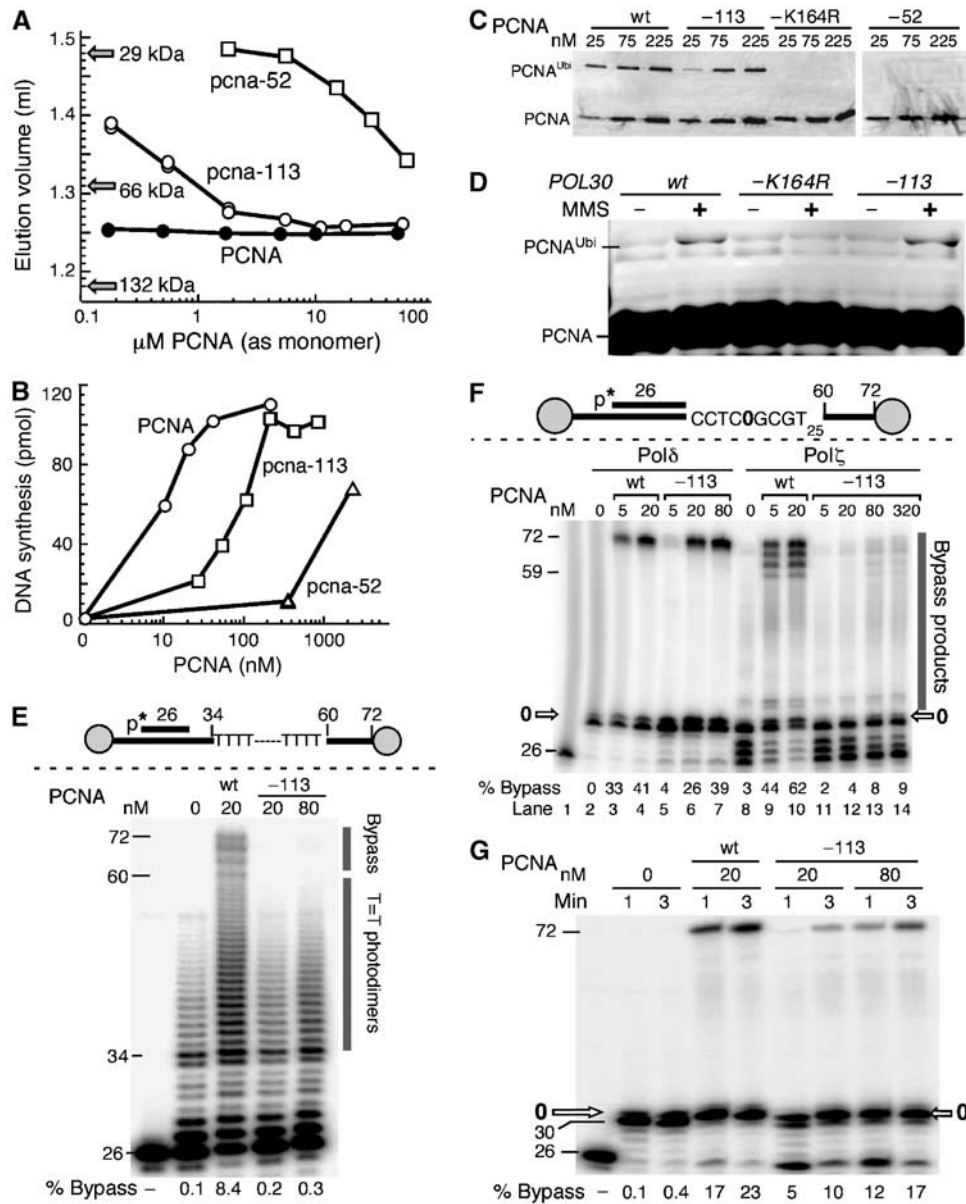 A
1.5
1.4
1.3
1.2
Elution volume (ml)
29 kDa
66 kDa
132 kDa
pcna-52
pcna-113
PCNA
0.1 1 10 100
μM PCNA (as monomer)
B
120
100
80
60
40
20
0
DNA synthesis (pmol)
PCNA
pcna-113
pcna-52
10 100 1000
PCNA (nM)
C
PCNA wt –113 –K164R –52
nM 25 75 225 25 75 225 25 75 225 25 75 225
PCNA^Ubi
PCNA
D
POL30 wt –K164R –113
MMS – + – + – +
PCNA^Ubi
PCNA
E
p* 26 34 60 72
TTTT-----TTTT
PCNA wt –113
nM 0 20 20 80
72
60
34
26
Bypass
T=T photodimers
% Bypass – 0.1 8.4 0.2 0.3
F
p* 26 60 72
CCTC0GCGT25
Polδ Polζ
PCNA wt –113 wt –113
nM 0 5 20 5 20 80 0 5 20 5 20 80 320
72
59
0 0
26
Bypass products
% Bypass 0 33 41 4 26 39 3 44 62 2 4 8 9
Lane 1 2 3 4 5 6 7 8 9 10 11 12 13 14
G
PCNA wt –113
nM 0 20 20 80
Min 1 3 1 3 1 3 1 3
72
0 0
30
26
% Bypass – 0.1 0.4 17 23 5 10 12 17